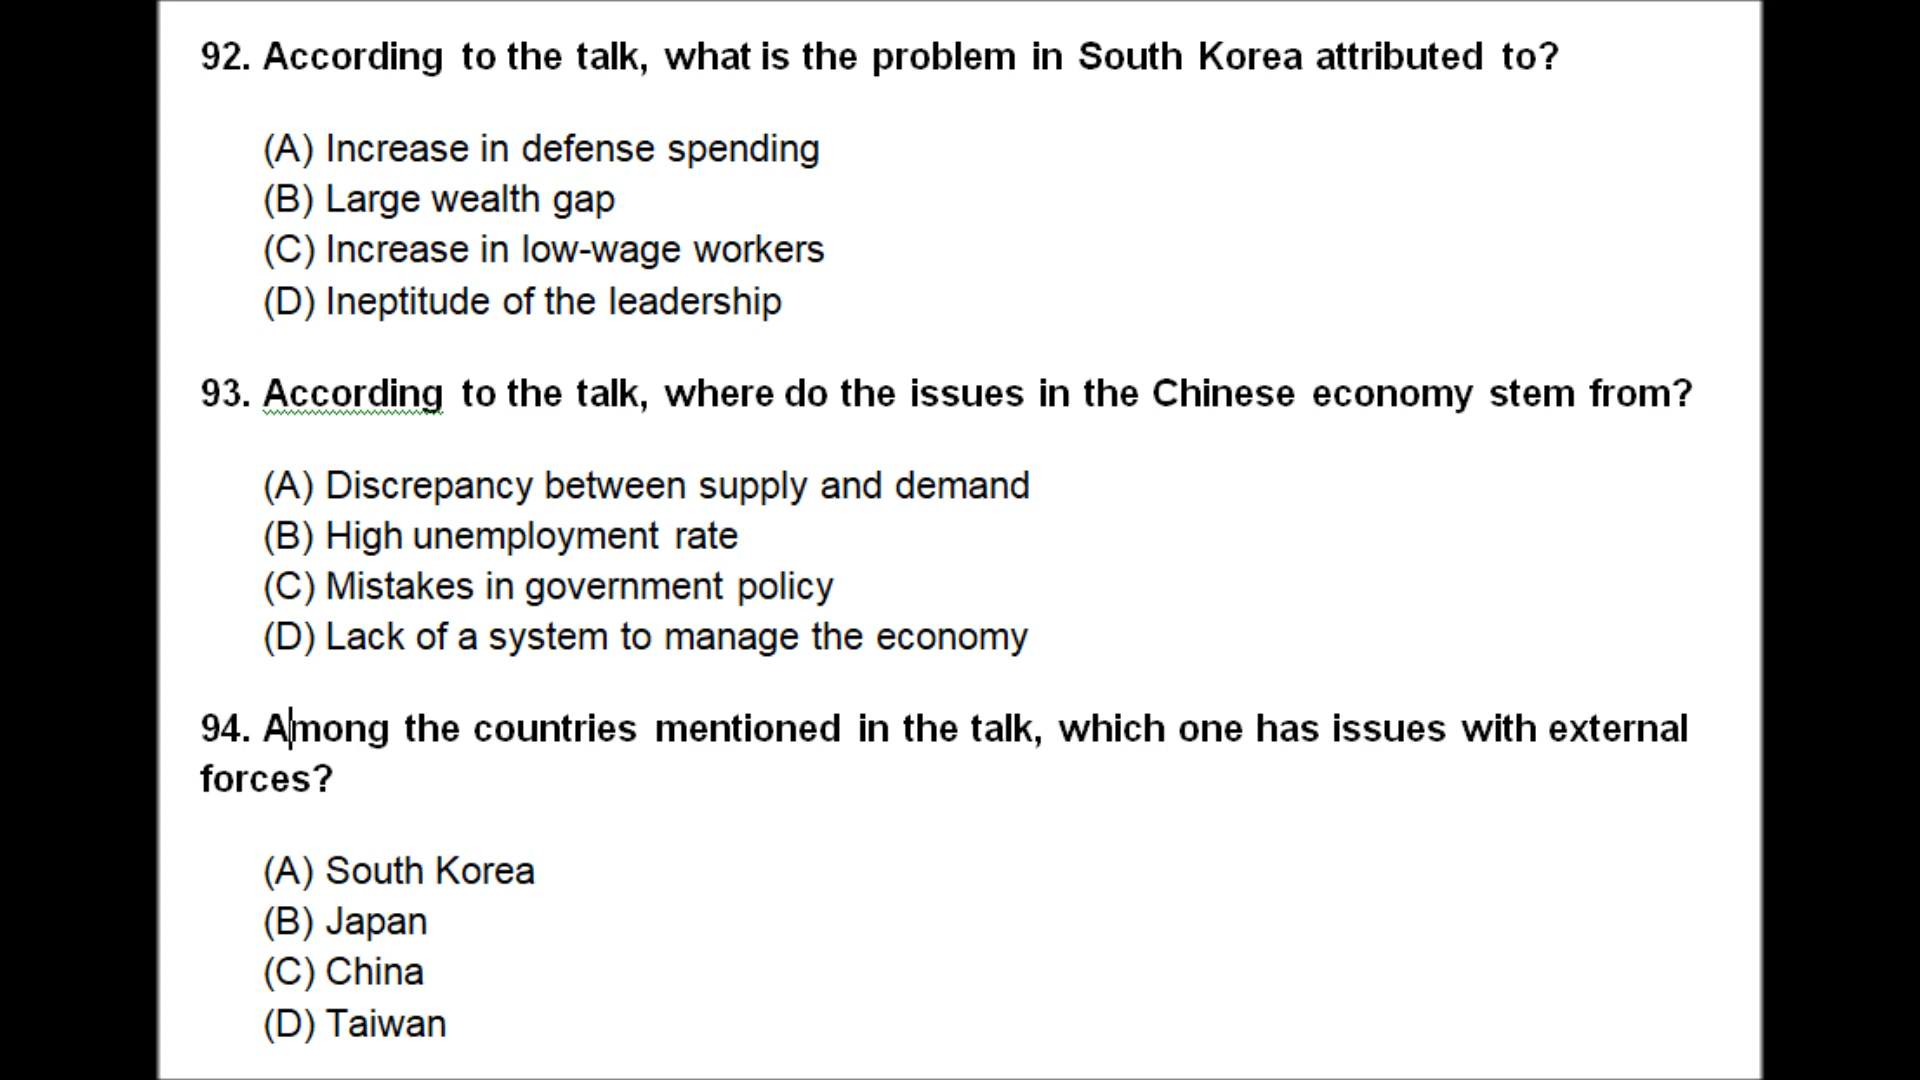 92. According to the talk, what is the problem in South Korea attributed to?
(A) Increase in defense spending
(B) Large wealth gap
(C) Increase in low-wage workers
(D) Ineptitude of the leadership
93. According to the talk, where do the issues in the Chinese economy stem from?
(A) Discrepancy between supply and demand
(B) High unemployment rate
(C) Mistakes in government policy
(D) Lack of a system to manage the economy
94. Among the countries mentioned in the talk, which one has issues with external
forces?
(A) South Korea
(B) Japan
(C) China
(D) Taiwan